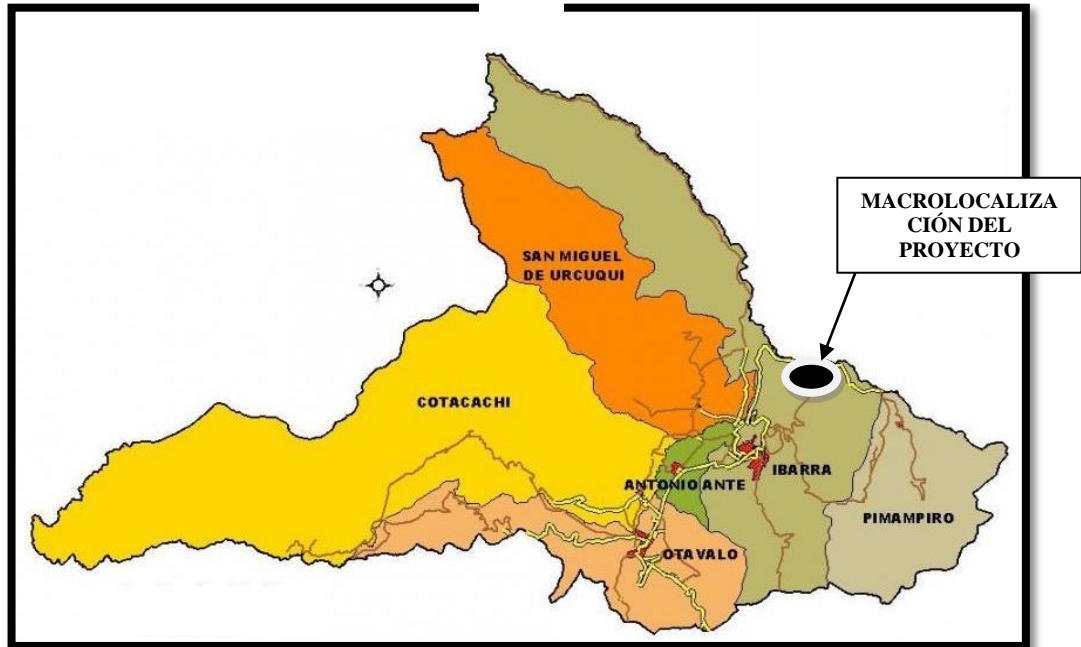 MACROLOCALIZA
CIÓN DEL
PROYECTO
SAN MIGUEL
DE URCUQUI
COTACACHI
IBARRA
ANTONIO ANTE
PIMAMPIRO
OTAVALO